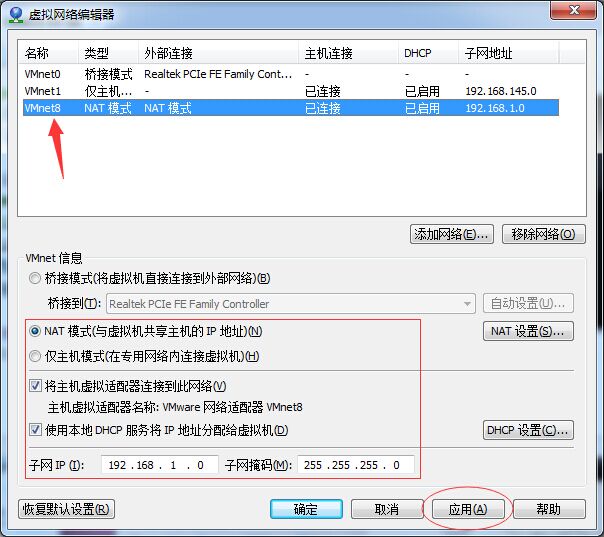 虚拟网络编辑器
名称 类型 外部连接 主机连接 DHCP 子网地址
VMnet0 桥接模式 Realtek PCIe FE Family Cont... - - -
VMnet1 仅主机... - 已连接 已启用 192.168.145.0
VMnet8 NAT 模式 NAT 模式 已连接 已启用 192.168.1.0
添加网络(E)... 移除网络(O)
VMnet 信息
桥接模式(将虚拟机直接连接到外部网络)(B)
桥接到(T): Realtek PCIe FE Family Controller 自动设置(U)...
NAT 模式(与虚拟机共享主机的 IP 地址)(N) NAT 设置(S)...
仅主机模式(在专用网络内连接虚拟机)(H)
将主机虚拟适配器连接到此网络(V)
主机虚拟适配器名称: VMware 网络适配器 VMnet8
使用本地 DHCP 服务将 IP 地址分配给虚拟机(D) DHCP 设置(C)...
子网 IP (I): 192 .168 . 1 . 0 子网掩码(M): 255 .255 .255 . 0
恢复默认设置(R) 确定 取消 应用(A) 帮助